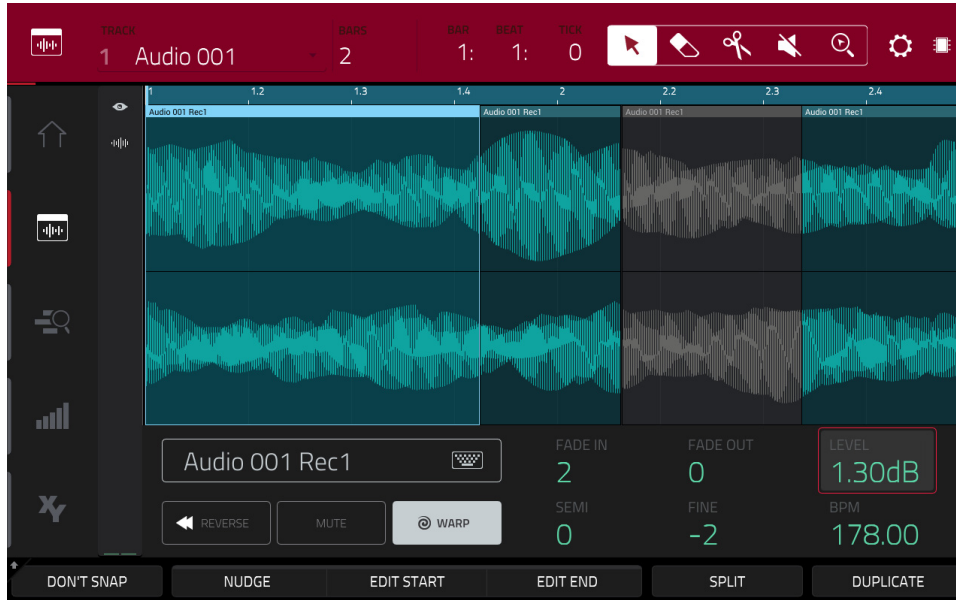 TRACK BARS BAR BEAT TICK
1 Audio 001 2 1: 1: 0
1 1.2 1.3 1.4 2 2.2 2.3 2.4
Audio 001 Rec1 Audio 001 Rec1 Audio 001 Rec1 Audio 001 Rec1
FADE IN FADE OUT LEVEL
Audio 001 Rec1 2 0 1.30dB
SEMI FINE BPM
REVERSE MUTE WARP 0 -2 178.00
XY
DON'T SNAP NUDGE EDIT START EDIT END SPLIT DUPLICATE